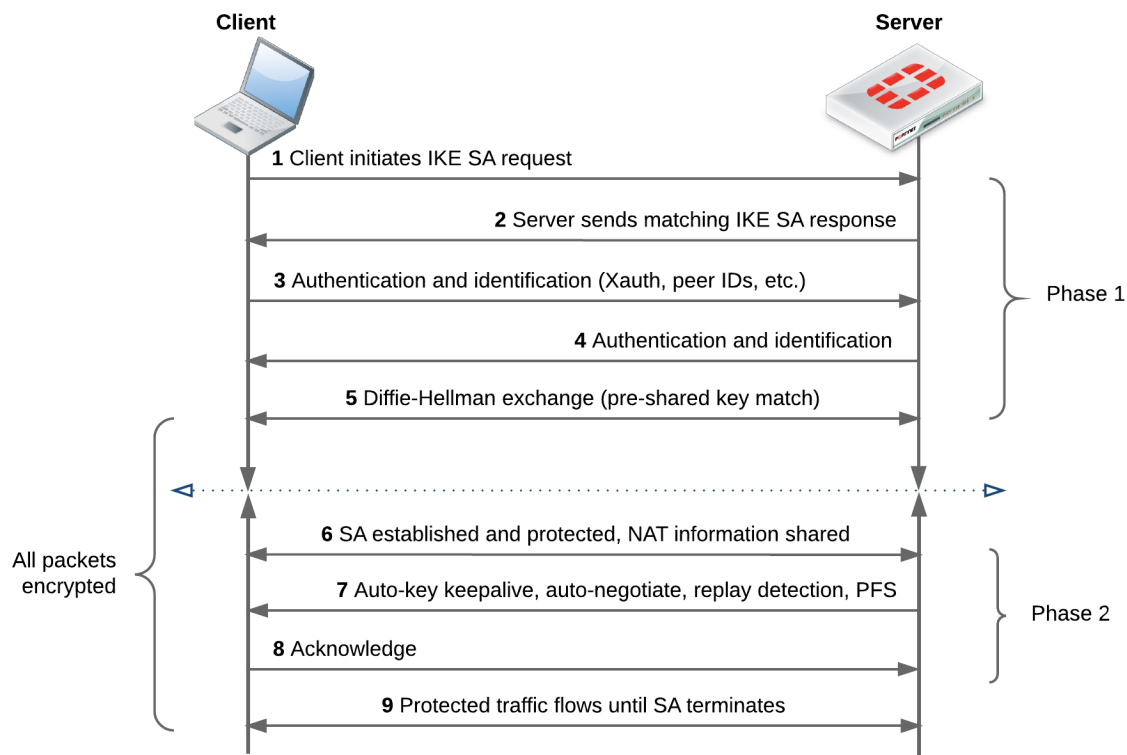 Client
Server
1 Client initiates IKE SA request
2 Server sends matching IKE SA response
3 Authentication and identification (Xauth, peer IDs, etc.)
Phase 1
4 Authentication and identification
5 Diffie-Hellman exchange (pre-shared key match)
6 SA established and protected, NAT information shared
All packets
encrypted
7 Auto-key keepalive, auto-negotiate, replay detection, PFS
Phase 2
8 Acknowledge
9 Protected traffic flows until SA terminates